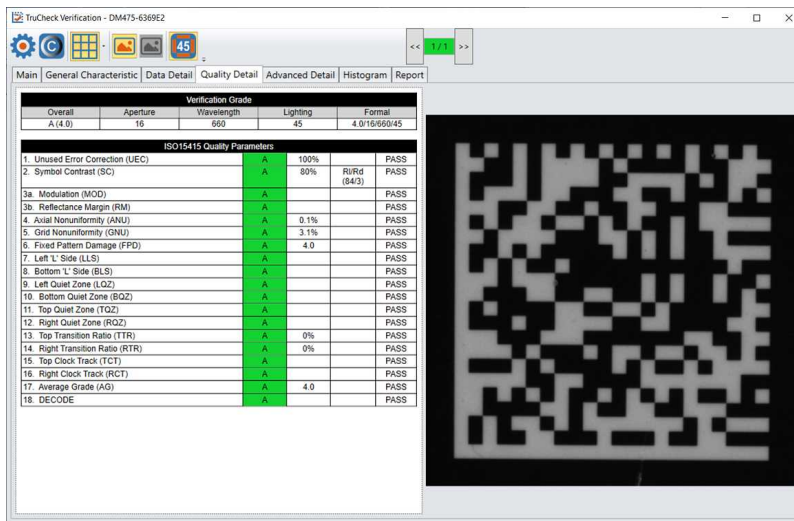 TruCheck Verification - DM475-6369E2
45
<< 1/1 >>
Main General Characteristic Data Detail Quality Detail Advanced Detail Histogram Report
Verification Grade
Overall Aperture Wavelength Lighting Formal
A (4.0) 16 660 45 4.0/16/660/45
ISO15415 Quality Parameters
1. Unused Error Correction (UEC) A 100% PASS
2. Symbol Contrast (SC) A 80% Rl/Rd PASS
(84/3)
3a. Modulation (MOD) A PASS
3b. Reflectance Margin (RM) A PASS
4. Axial Nonuniformity (ANU) A 0.1% PASS
5. Grid Nonuniformity (GNU) A 3.1% PASS
6. Fixed Pattern Damage (FPD) A 4.0 PASS
7. Left 'L' Side (LLS) A PASS
8. Bottom 'L' Side (BLS) A PASS
9. Left Quiet Zone (LQZ) A PASS
10. Bottom Quiet Zone (BQZ) A PASS
11. Top Quiet Zone (TQZ) A PASS
12. Right Quiet Zone (RQZ) A PASS
13. Top Transition Ratio (TTR) A 0% PASS
14. Right Transition Ratio (RTR) A 0% PASS
15. Top Clock Track (TCT) A PASS
16. Right Clock Track (RCT) A PASS
17. Average Grade (AG) A 4.0 PASS
18. DECODE A PASS